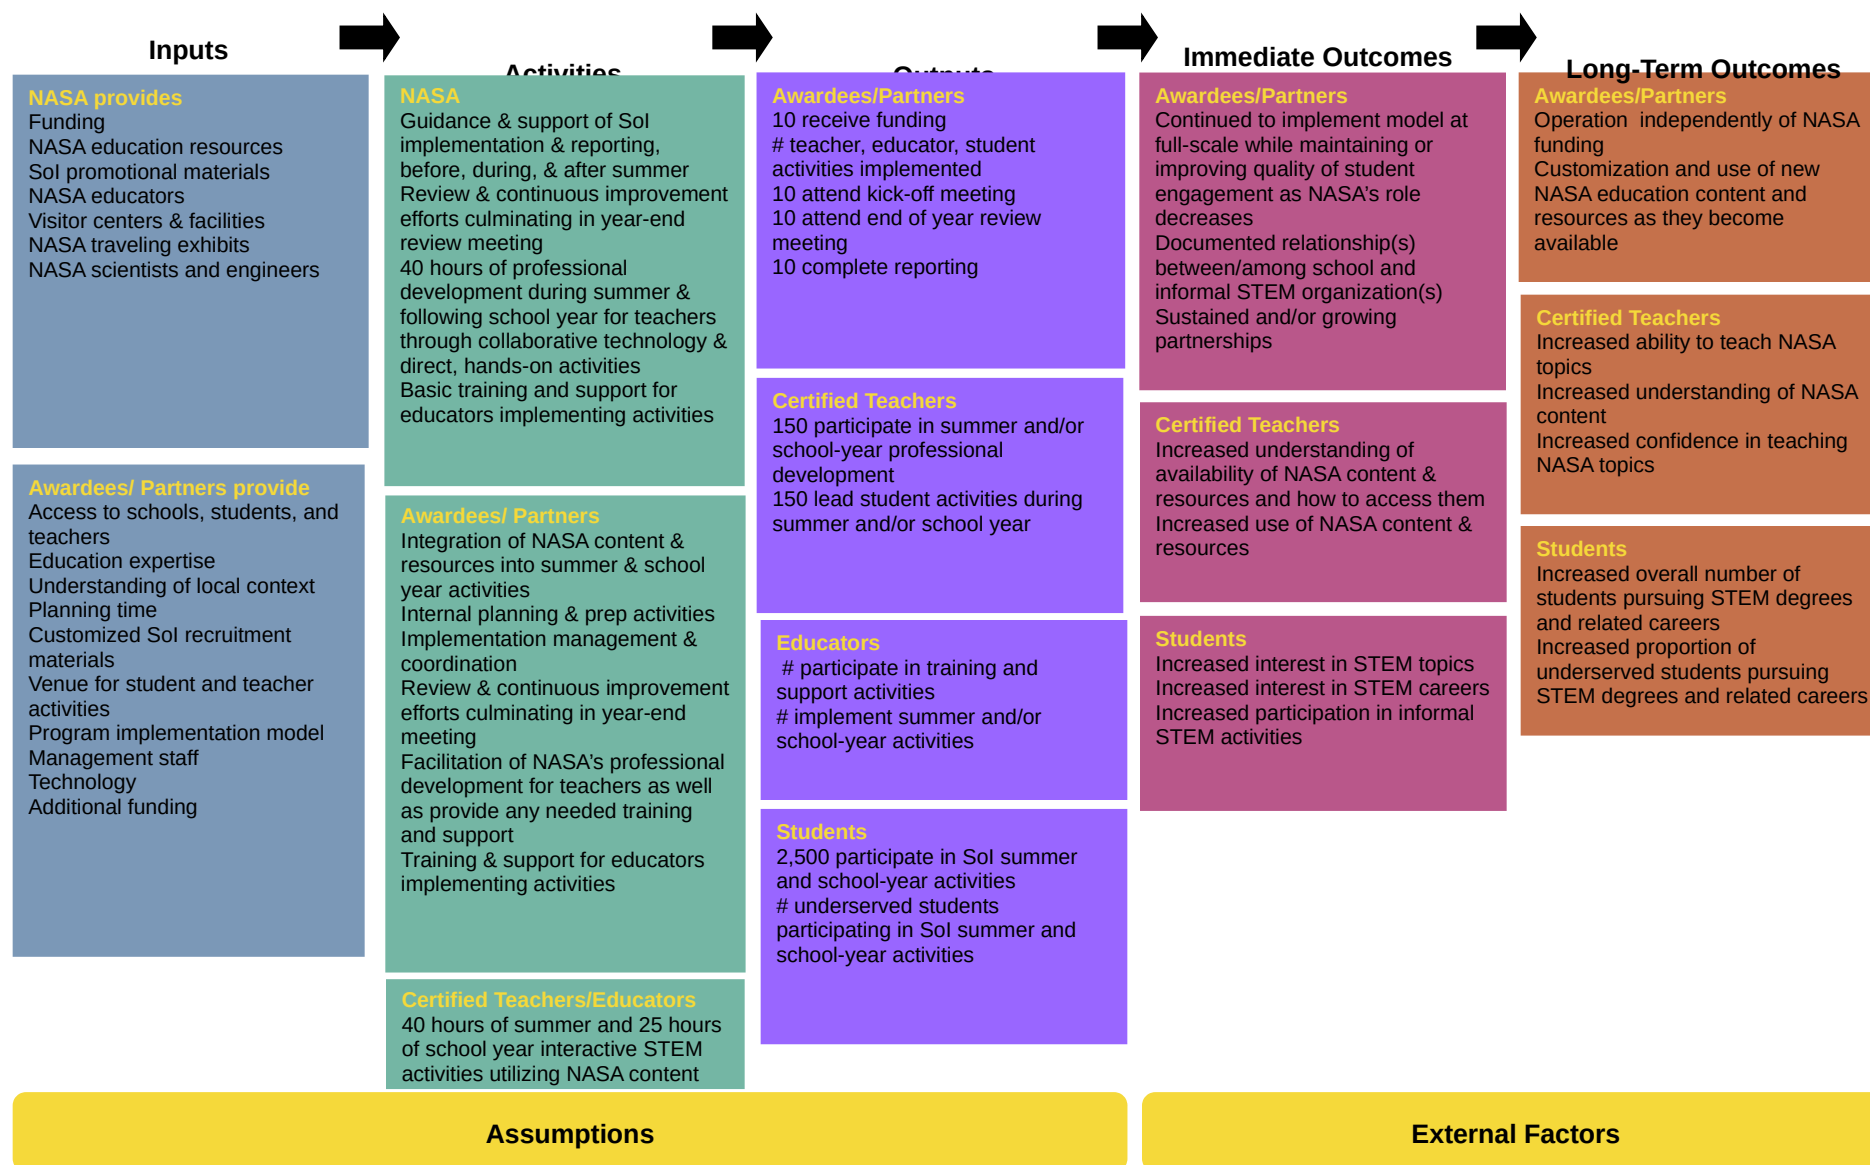 Inputs
Activities
Outputs
Immediate Outcomes
Long-Term Outcomes
NASA provides
Funding
NASA education resources
SoI promotional materials
NASA educators
Visitor centers & facilities
NASA traveling exhibits
NASA scientists and engineers
Awardees/ Partners provide
Access to schools, students, and
teachers
Education expertise
Understanding of local context
Planning time
Customized SoI recruitment
materials
Venue for student and teacher
activities
Program implementation model
Management staff
Technology
Additional funding
NASA
Guidance & support of SoI
implementation & reporting,
before, during, & after summer
Review & continuous improvement
efforts culminating in year-end
review meeting
40 hours of professional
development during summer &
following school year for teachers
through collaborative technology &
direct, hands-on activities
Basic training and support for
educators implementing activities
Awardees/ Partners
Integration of NASA content &
resources into summer & school
year activities
Internal planning & prep activities
Implementation management &
coordination
Review & continuous improvement
efforts culminating in year-end
meeting
Facilitation of NASA’s professional
development for teachers as well
as provide any needed training
and support
Training & support for educators
implementing activities
Certified Teachers/Educators
40 hours of summer and 25 hours
of school year interactive STEM
activities utilizing NASA content
Awardees/Partners
10 receive funding
# teacher, educator, student
activities implemented
10 attend kick-off meeting
10 attend end of year review
meeting
10 complete reporting
Certified Teachers
150 participate in summer and/or
school-year professional
development
150 lead student activities during
summer and/or school year
Educators
# participate in training and
support activities
# implement summer and/or
school-year activities
Students
2,500 participate in SoI summer
and school-year activities
# underserved students
participating in SoI summer and
school-year activities
Awardees/Partners
Continued to implement model at
full-scale while maintaining or
improving quality of student
engagement as NASA’s role
decreases
Documented relationship(s)
between/among school and
informal STEM organization(s)
Sustained and/or growing
partnerships
Certified Teachers
Increased understanding of
availability of NASA content &
resources and how to access them
Increased use of NASA content &
resources
Students
Increased interest in STEM topics
Increased interest in STEM careers
Increased participation in informal
STEM activities
Awardees/Partners
Operation  independently of NASA
funding
Customization and use of new
NASA education content and
resources as they become
available
Certified Teachers
Increased ability to teach NASA
topics
Increased understanding of NASA
content
Increased confidence in teaching
NASA topics
Students
Increased overall number of
students pursuing STEM degrees
and related careers
Increased proportion of
underserved students pursuing
STEM degrees and related careers
Assumptions
External Factors